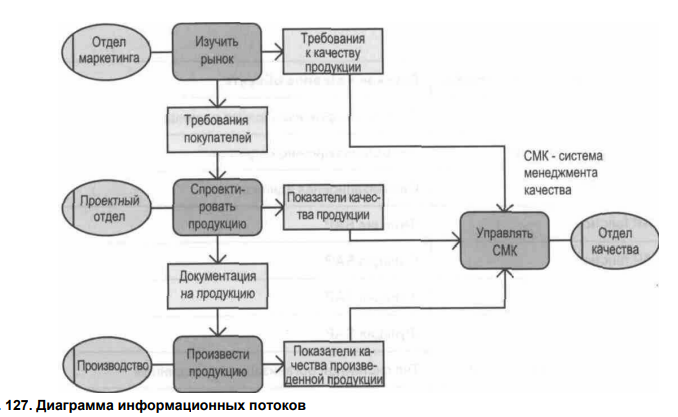 Отдел
маркетинга
Изучить
рынок
Требования
к качеству
продукции
Требования
покупателей
СМК - система
менеджмента
качества
Проектный
отдел
Спроекти-
ровать
продукцию
Показатели качес-
тва продукции
Управлять
СМК
Отдел
качества
Документация
на продукцию
Производство
Произвести
продукцию
Показатели ка-
чества произве-
денной продукции
. 127. Диаграмма информационных потоков